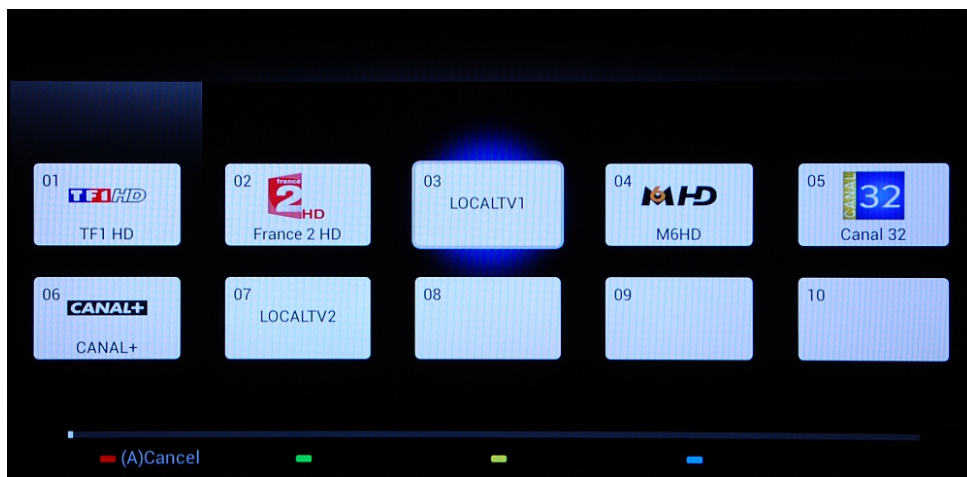 01
TF1 HD
TF1 HD
02
france
2
HD
France 2 HD
03
LOCALTV1
04
M6 HD
M6HD
05
CANAL
32
Canal 32
06
CANAL+
CANAL+
07
LOCALTV2
08
09
10
(A)Cancel